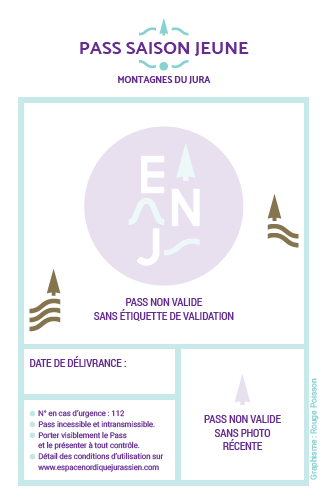 PASS SAISON JEUNE
MONTAGNES DU JURA
E
N
J
PASS NON VALIDE
SANS ÉTIQUETTE DE VALIDATION
DATE DE DÉLIVRANCE :
N° en cas d'urgence : 112
Pass incessible et intransmissible.
Porter visiblement le Pass
et le présenter à tout contrôle.
Détail des conditions d'utilisation sur
www.espacenordiquejurassien.com
PASS NON VALIDE
SANS PHOTO
RÉCENTE
Graphisme : Rouge Poisson